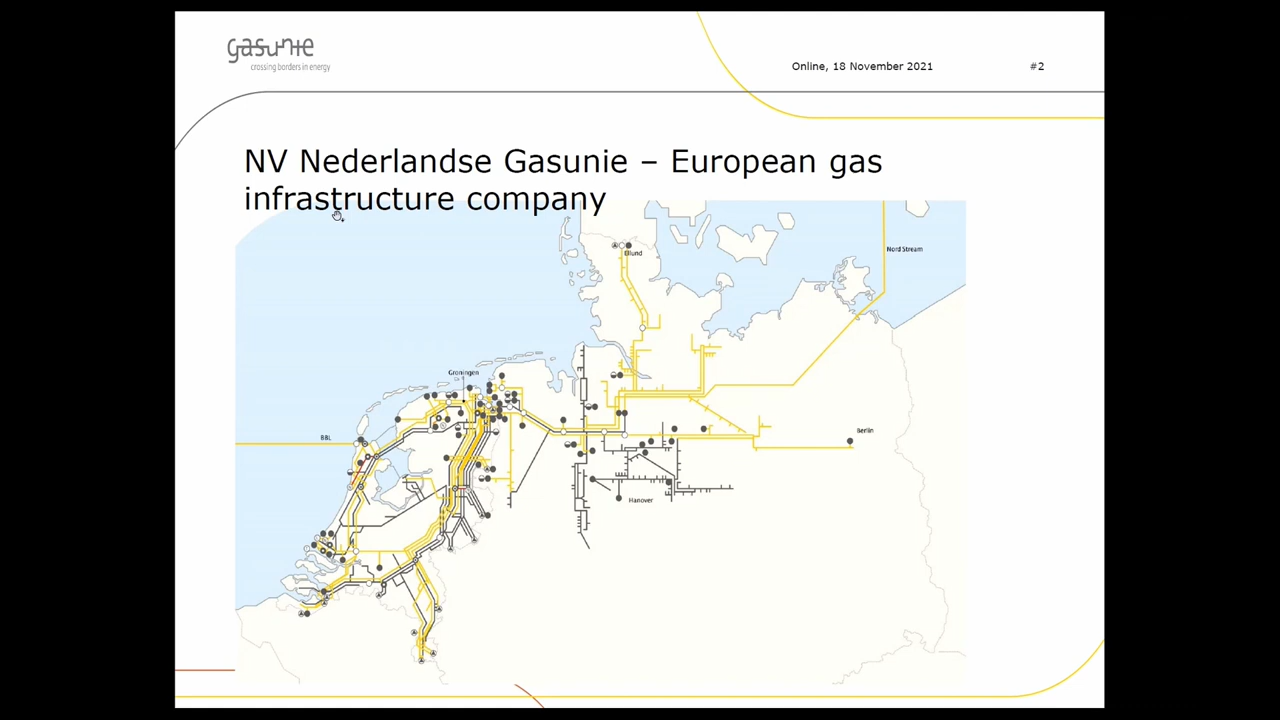 gasunie
crossing borders in energy
Online, 18 November 2021
#2
NV Nederlandse Gasunie – European gas
infrastructure company
Ellund
Nord Stream
Groningen
BBL
Berlin
Hanover